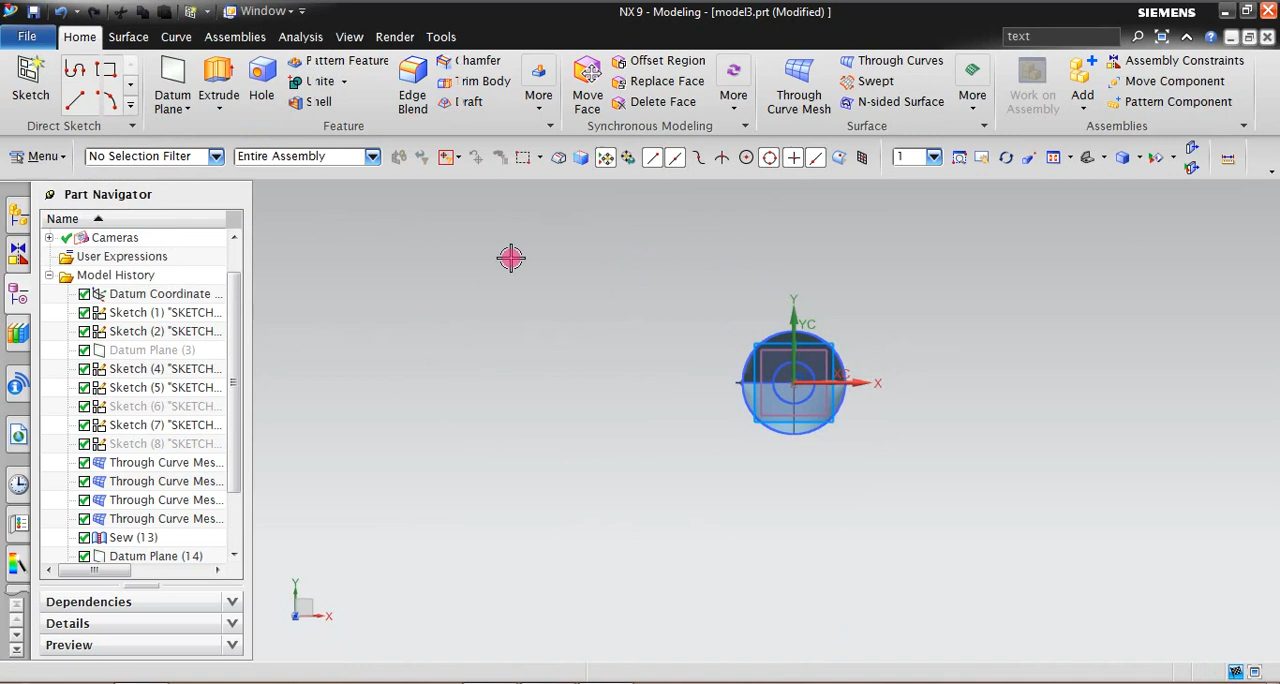 Window
NX 9 - Modeling - [model3.prt (Modified) ]
SIEMENS
File
Home
Surface
Curve
Assemblies
Analysis
View
Render
Tools
text
Sketch
Direct Sketch
Datum
Plane
Extrude
Hole
Pattern Feature
Unite
Shell
Edge
Blend
Chamfer
Trim Body
Draft
More
Feature
Move
Face
Offset Region
Replace Face
Delete Face
More
Synchronous Modeling
Through
Curve Mesh
Through Curves
Swept
N-sided Surface
More
Surface
Work on
Assembly
Add
Assembly Constraints
Move Component
Pattern Component
Assemblies
Menu
No Selection Filter
Entire Assembly
1
Part Navigator
Name
Cameras
User Expressions
Model History
Datum Coordinate ...
Sketch (1) "SKETCH...
Sketch (2) "SKETCH...
Datum Plane (3)
Sketch (4) "SKETCH...
Sketch (5) "SKETCH...
Sketch (6) "SKETCH...
Sketch (7) "SKETCH...
Sketch (8) "SKETCH...
Through Curve Mes...
Through Curve Mes...
Through Curve Mes...
Through Curve Mes...
Sew (13)
Datum Plane (14)
Dependencies
Details
Preview
Y
YC
XC
X
Y
X